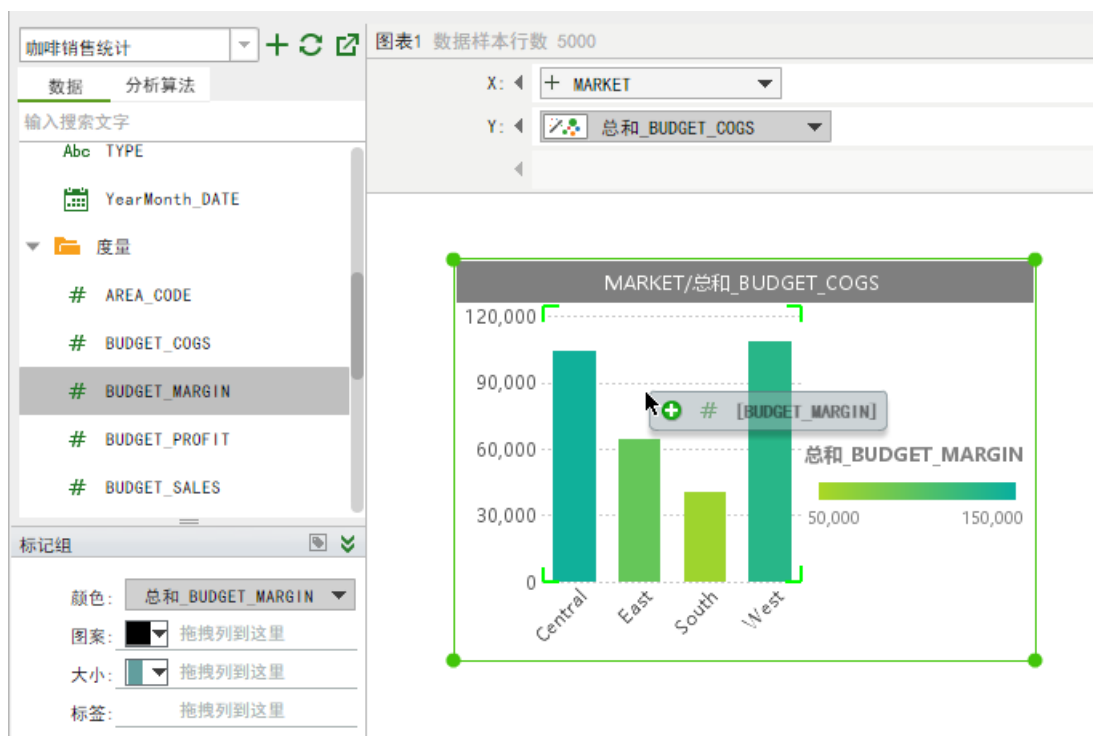 咖啡销售统计
数据 分析算法
输入搜索文字
Abc TYPE
YearMonth_DATE
度量
# AREA_CODE
# BUDGET_COGS
# BUDGET_MARGIN
# BUDGET_PROFIT
# BUDGET_SALES
标记组
颜色: 总和_BUDGET_MARGIN
图案: 拖拽列到这里
大小: 拖拽列到这里
标签: 拖拽列到这里
图表1 数据样本行数 5000
X: MARKET
Y: 总和_BUDGET_COGS
MARKET/总和_BUDGET_COGS
120,000
90,000
60,000
30,000
0
Central East South West
# [BUDGET_MARGIN]
总和_BUDGET_MARGIN
50,000 150,000